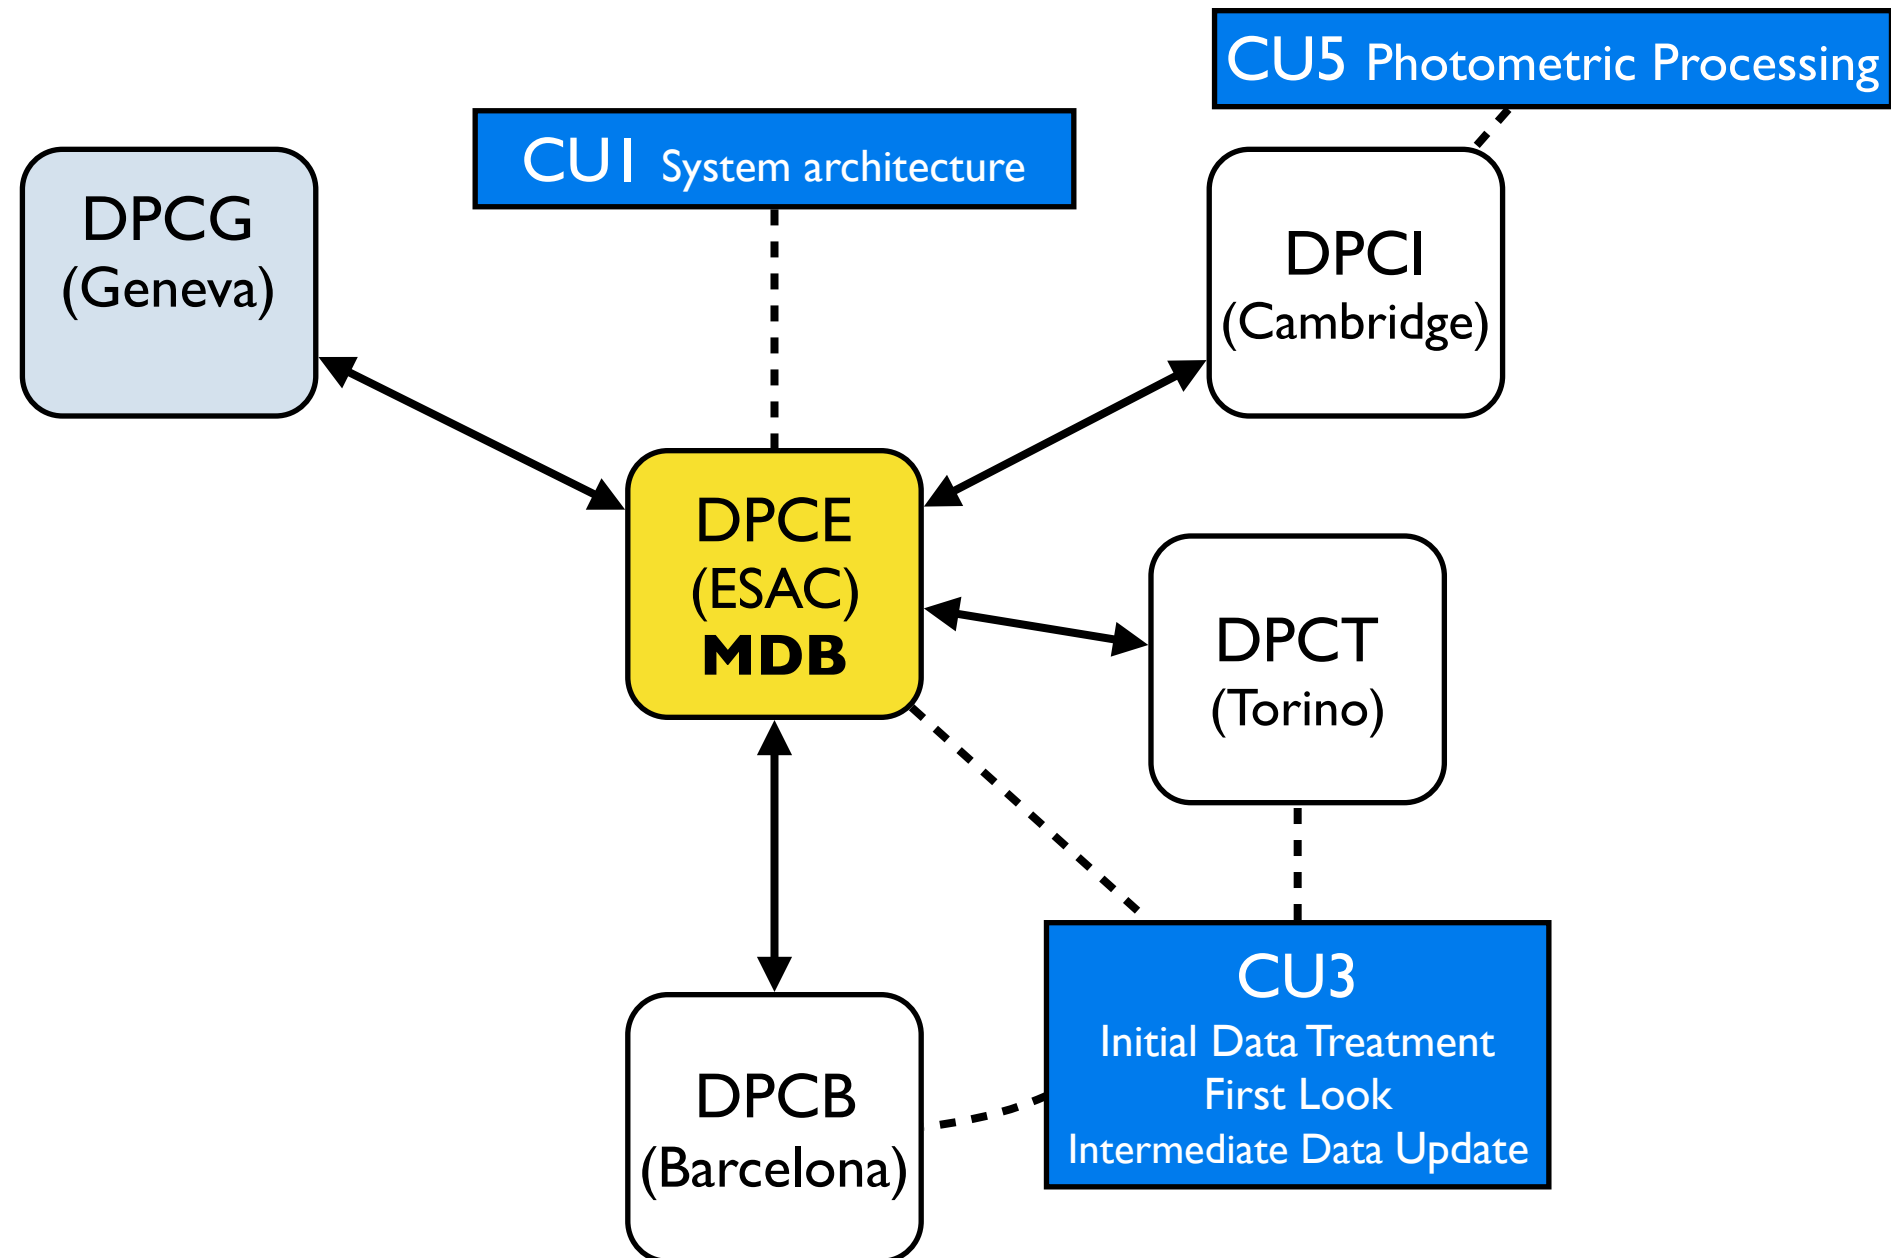 CU5 Photometric Processing
CU1 System architecture
DPCG
(Geneva)
DPCI
(Cambridge)
DPCE
(ESAC)
MDB
DPCT
(Torino)
CU3
Initial Data Treatment
First Look
Intermediate Data Update
DPCB
(Barcelona)